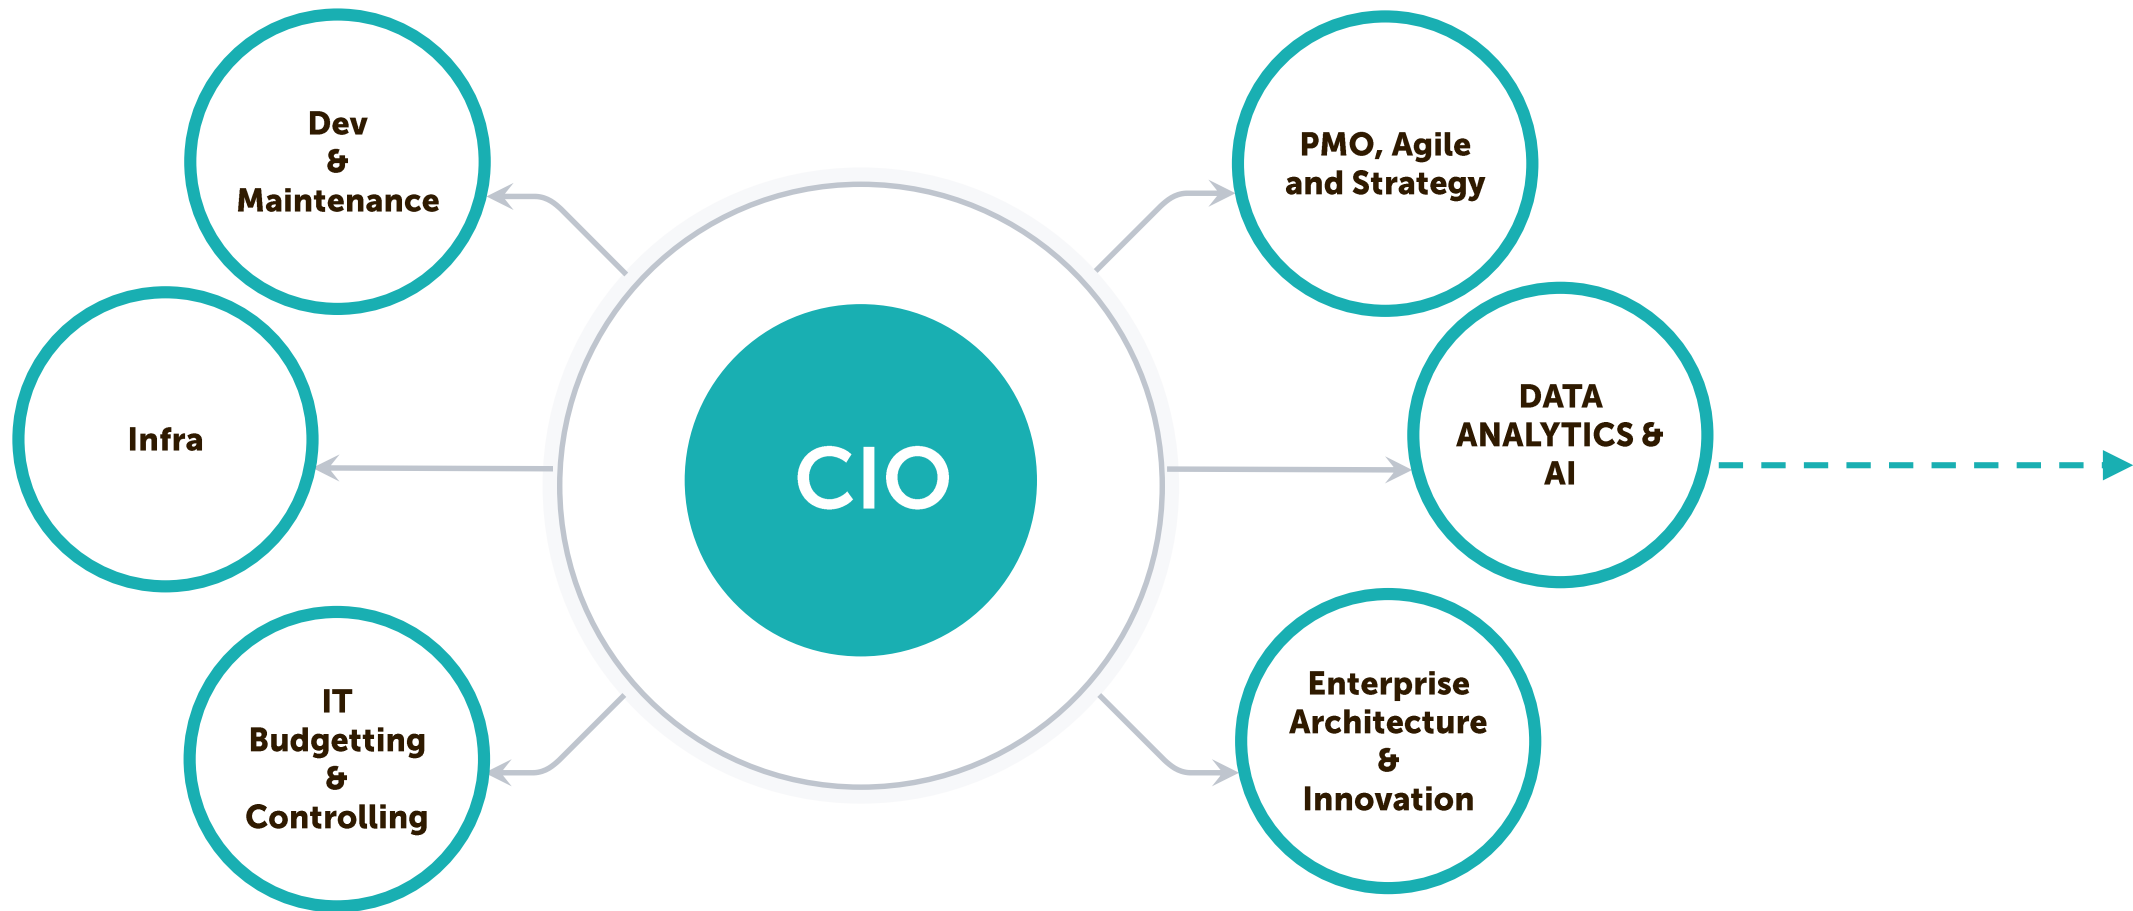 Dev
&
Maintenance
Infra
IT
Budgetting
&
Controlling
CIO
PMO, Agile
and Strategy
DATA
ANALYTICS &
AI
Enterprise
Architecture
&
Innovation